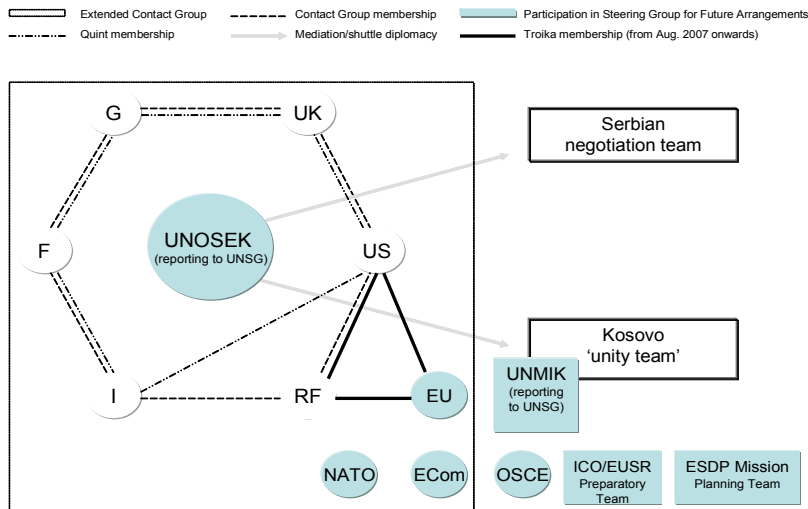 Extended Contact Group
Contact Group membership
Participation in Steering Group for Future Arrangements
Quint membership
Mediation/shuttle diplomacy
Troika membership (from Aug. 2007 onwards)
G
UK
Serbian
negotiation team
UNOSEK
(reporting to UNSG)
F
US
Kosovo
‘unity team’
UNMIK
(reporting
to UNSG)
I
RF
EU
NATO
ECom
OSCE
ICO/EUSR
Preparatory
Team
ESDP Mission
Planning Team